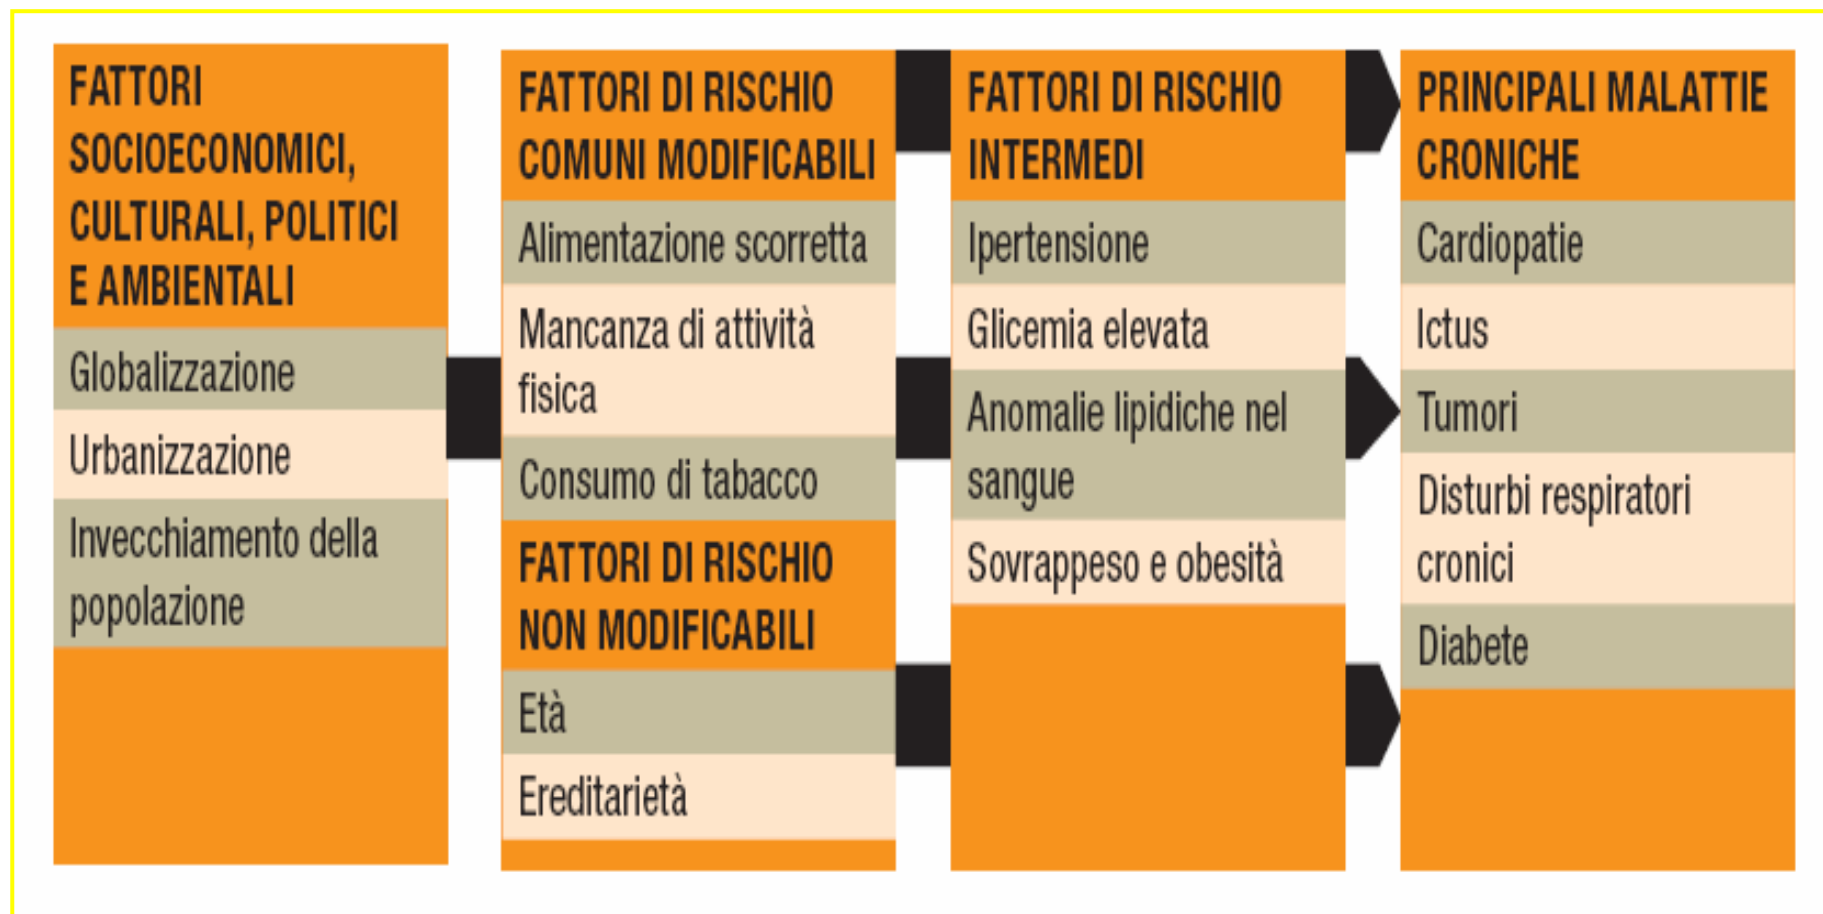 FATTORI
SOCIOECONOMICI,
CULTURALI, POLITICI
E AMBIENTALI
Globalizzazione
Urbanizzazione
Invecchiamento della
popolazione
FATTORI DI RISCHIO
COMUNI MODIFICABILI
Alimentazione scorretta
Mancanza di attività
fisica
Consumo di tabacco
FATTORI DI RISCHIO
NON MODIFICABILI
Età
Ereditarietà
FATTORI DI RISCHIO
INTERMEDI
Ipertensione
Glicemia elevata
Anomalie lipidiche nel
sangue
Sovrappeso e obesità
PRINCIPALI MALATTIE
CRONICHE
Cardiopatie
Ictus
Tumori
Disturbi respiratori
cronici
Diabete